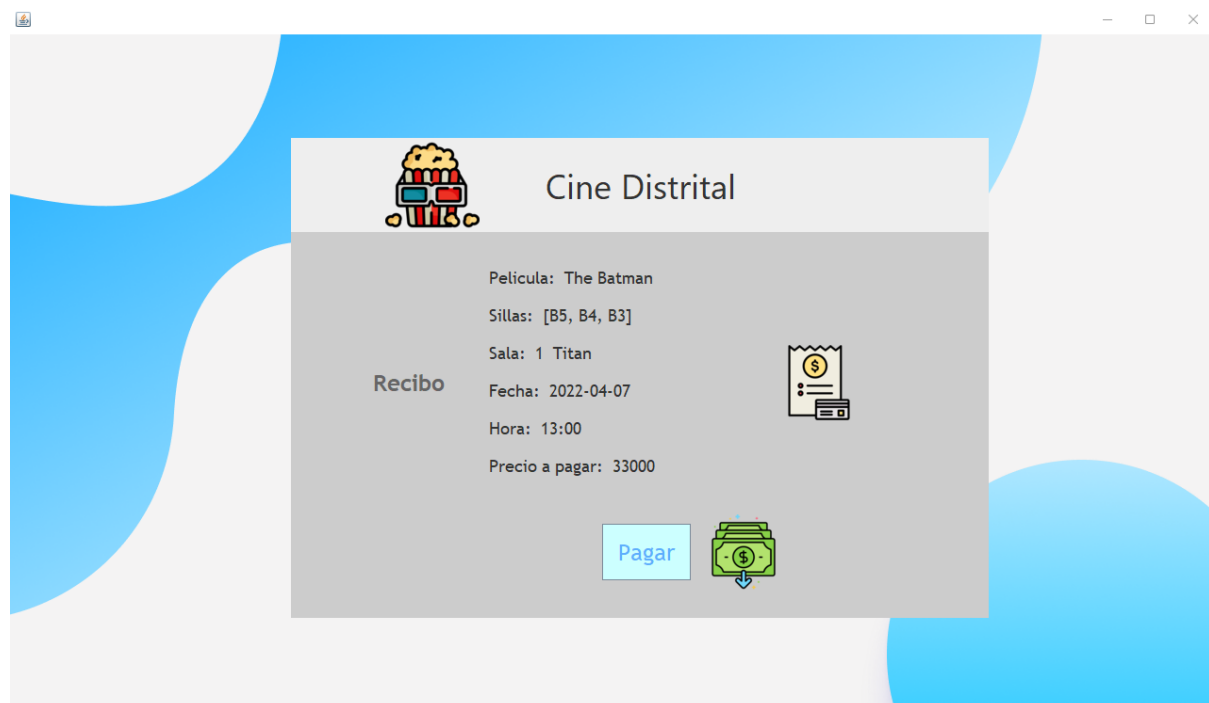 Cine Distrital
Pelicula: The Batman
Sillas: [B5, B4, B3]
Sala: 1 Titan
Recibo
Fecha: 2022-04-07
Hora: 13:00
Precio a pagar: 33000
Pagar